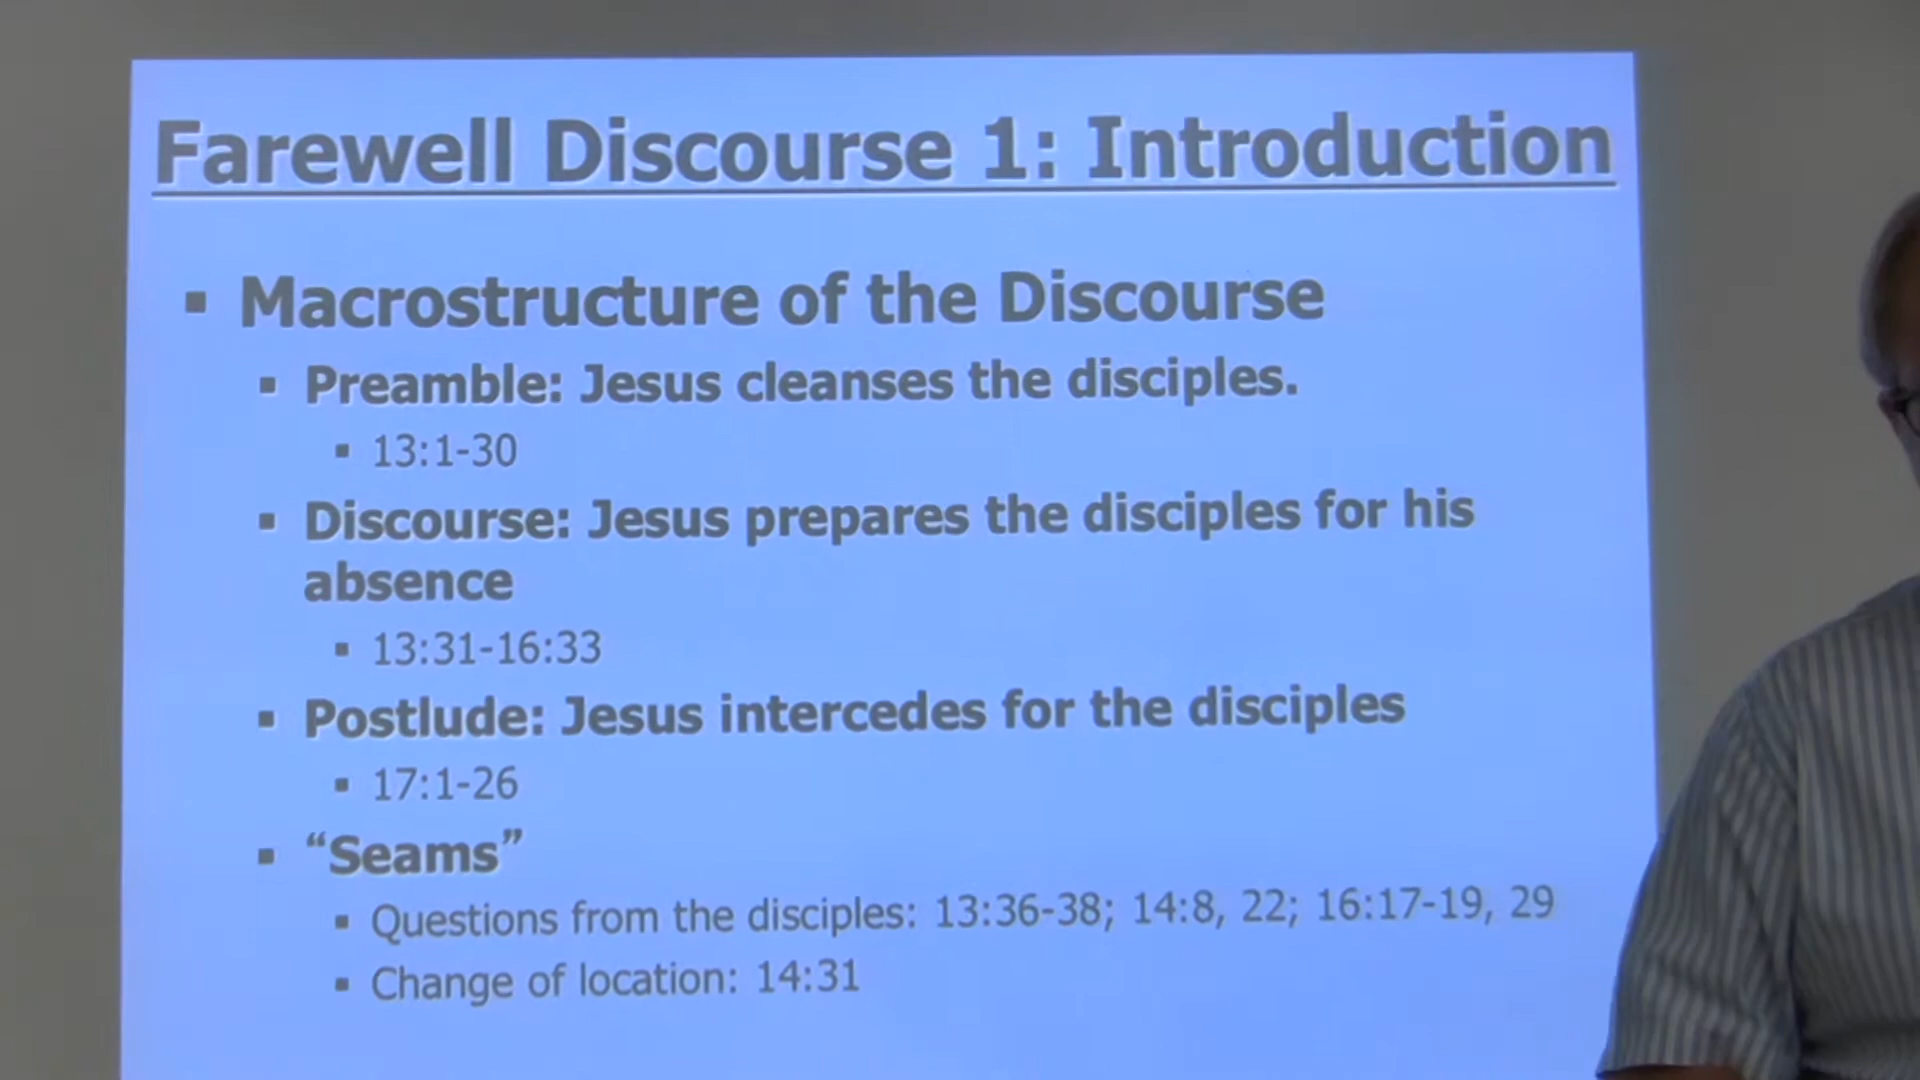 Farewell Discourse 1: Introduction
▪ Macrostructure of the Discourse
▪ Preamble: Jesus cleanses the disciples.
▪ 13:1-30
▪ Discourse: Jesus prepares the disciples for his
absence
▪ 13:31-16:33
▪ Postlude: Jesus intercedes for the disciples
▪ 17:1-26
▪ “Seams”
▪ Questions from the disciples: 13:36-38; 14:8, 22; 16:17-19, 29
▪ Change of location: 14:31